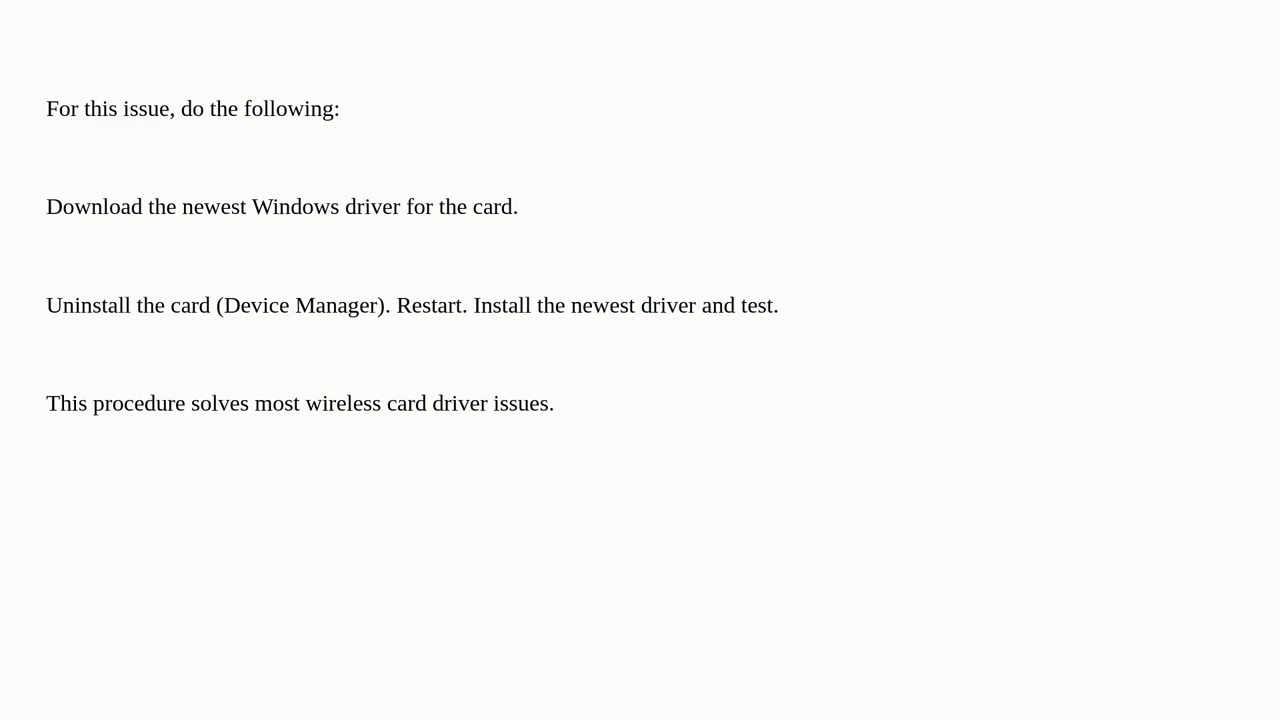 For this issue, do the following:
Download the newest Windows driver for the card.
Uninstall the card (Device Manager). Restart. Install the newest driver and test.
This procedure solves most wireless card driver issues.